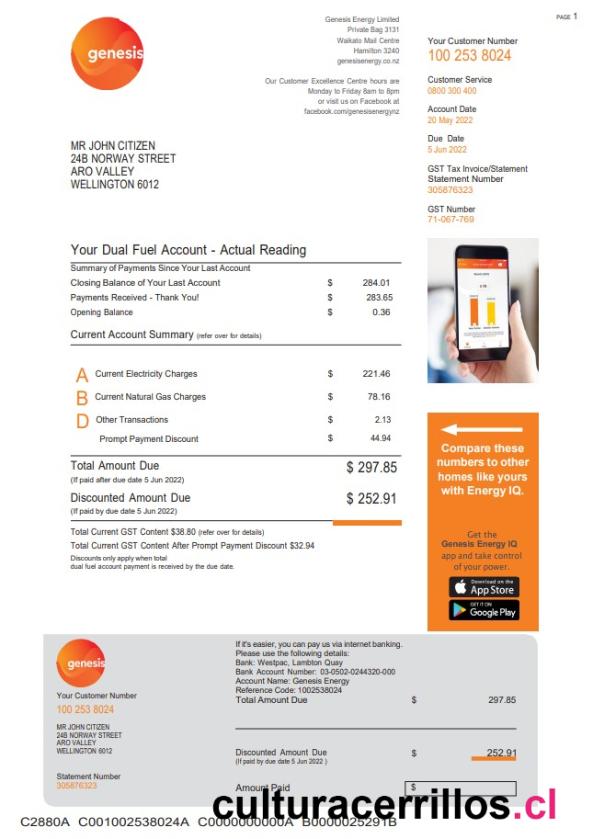 PAGE 1
genesis
Genesis Energy Limited
Private Bag 3131
Waikato Mail Centre
Hamilton 3240
genesisenergy.co.nz
Our Customer Excellence Centre hours are
Monday to Friday 8am to 8pm
or visit us on Facebook at
facebook.com/genesisenergynz
Your Customer Number
100 253 8024
Customer Service
0800 300 400
Account Date
20 May 2022
Due Date
5 Jun 2022
GST Tax Invoice/Statement
Statement Number
305876323
GST Number
71-067-769
MR JOHN CITIZEN
24B NORWAY STREET
ARO VALLEY
WELLINGTON 6012
Your Dual Fuel Account - Actual Reading
Summary of Payments Since Your Last Account
Closing Balance of Your Last Account $ 284.01
Payments Received - Thank You! $ 283.65
Opening Balance $ 0.36
Current Account Summary (refer over for details)
A Current Electricity Charges $ 221.46
B Current Natural Gas Charges $ 78.16
D Other Transactions $ 2.13
Prompt Payment Discount $ 44.94
Total Amount Due $ 297.85
(If paid after due date 5 Jun 2022)
Discounted Amount Due $ 252.91
(If paid by due date 5 Jun 2022)
Total Current GST Content $38.80 (refer over for details)
Total Current GST Content After Prompt Payment Discount $32.94
Discounts only apply when total
dual fuel account payment is received by the due date.
Compare these
numbers to other
homes like yours
with Energy IQ.
Get the
Genesis Energy IQ
app and take control
of your power.
Download on the
App Store
GET IT ON
Google Play
genesis
Your Customer Number
100 253 8024
MR JOHN CITIZEN
24B NORWAY STREET
ARO VALLEY
WELLINGTON 6012
Statement Number
305876323
If it's easier, you can pay us via internet banking.
Please use the following details:
Bank: Westpac, Lambton Quay
Bank Account Number: 03-0502-0244320-000
Account Name: Genesis Energy
Reference Code: 1002538024
Total Amount Due $ 297.85
Discounted Amount Due $ 252.91
(If paid by due date 5 Jun 2022 )
Amount Paid $
culturacerrillos.cl
C2880A C001002538024A C0000000000A B0000025291B